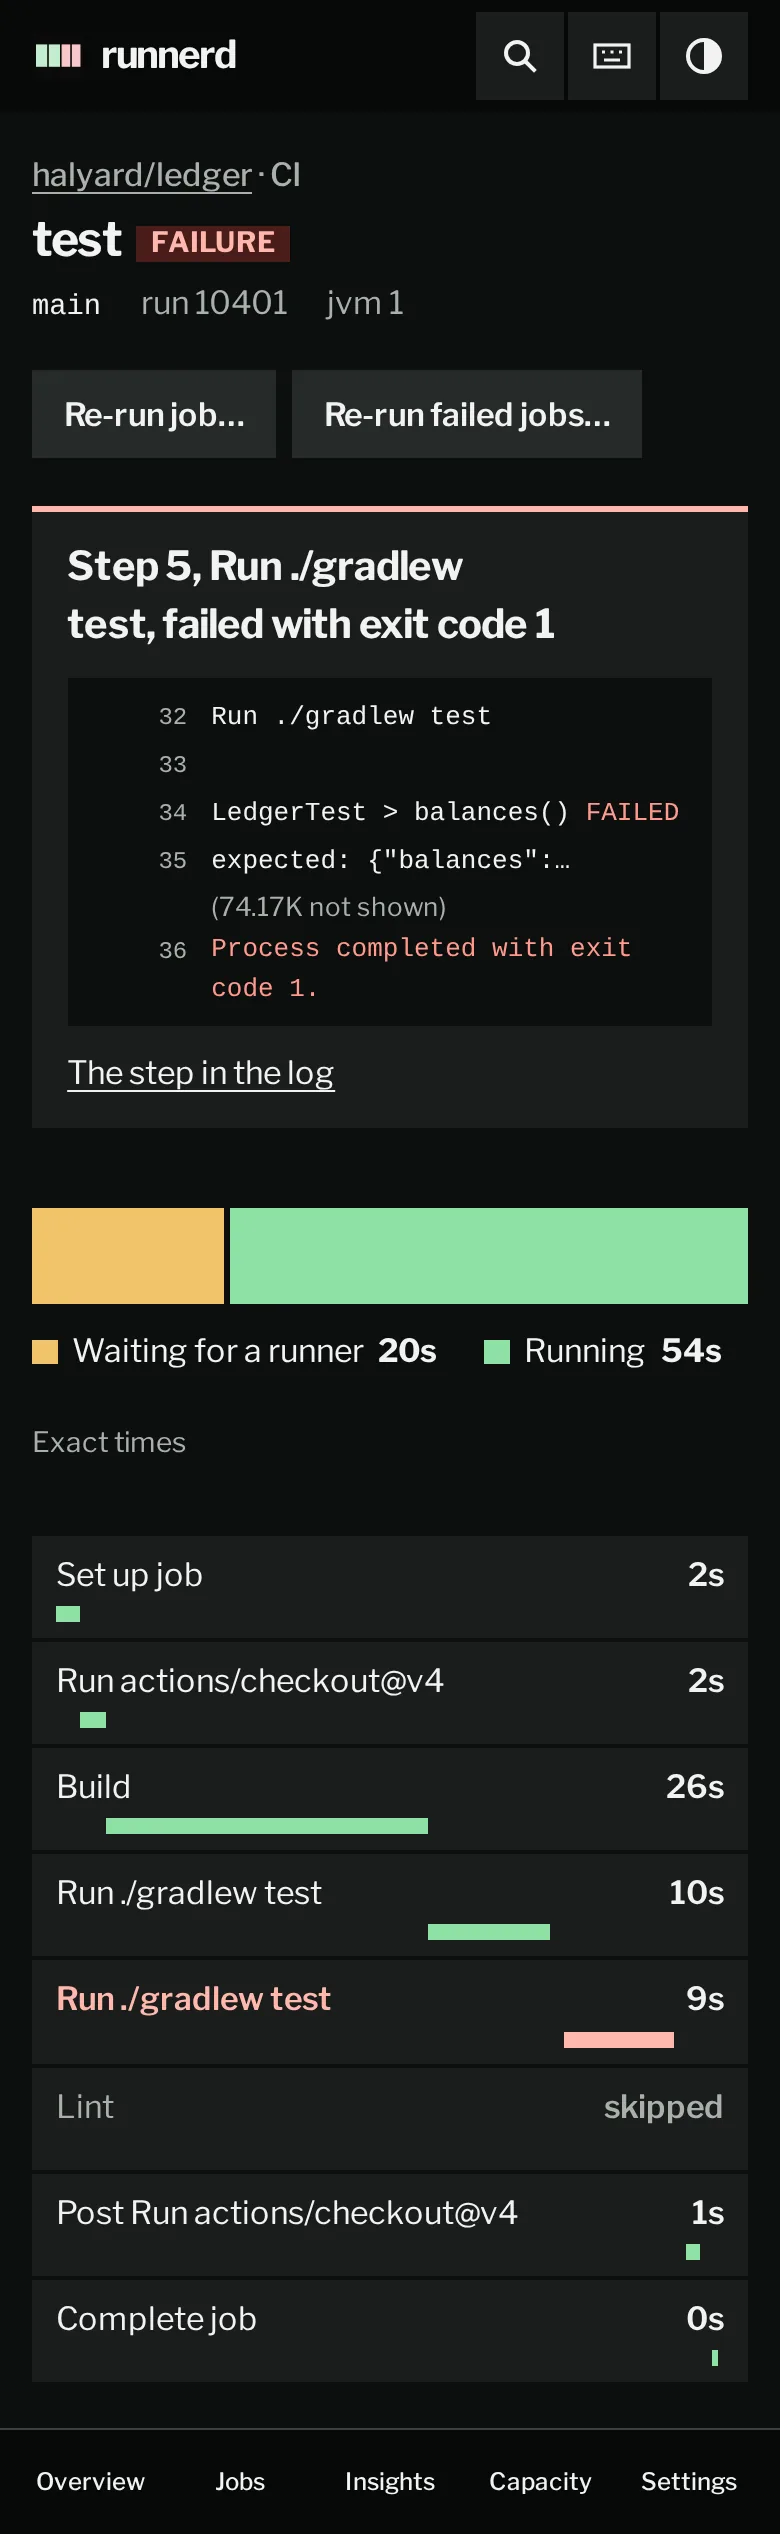 runnerd
halyard/ledger · CI
test FAILURE
main run 10401 jvm 1
Re-run job… Re-run failed jobs…
Step 5, Run ./gradlew
test, failed with exit code 1
32 Run ./gradlew test
33
34 LedgerTest > balances() FAILED
35 expected: {"balances":…
(74.17K not shown)
36 Process completed with exit
code 1.
The step in the log
Waiting for a runner 20s Running 54s
Exact times
Set up job 2s
Run actions/checkout@v4 2s
Build 26s
Run ./gradlew test 10s
Run ./gradlew test 9s
Lint skipped
Post Run actions/checkout@v4 1s
Complete job 0s
Overview Jobs Insights Capacity Settings